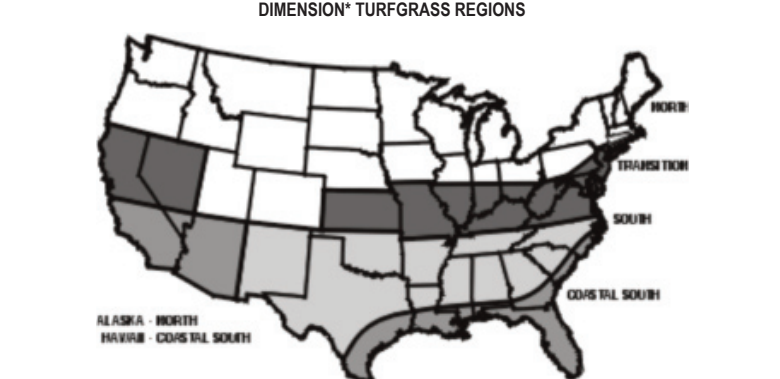 DIMENSION* TURFGRASS REGIONS
NORTH
TRANSITION
SOUTH
COASTAL SOUTH
ALASKA - NORTH
HAWAII - COASTAL SOUTH